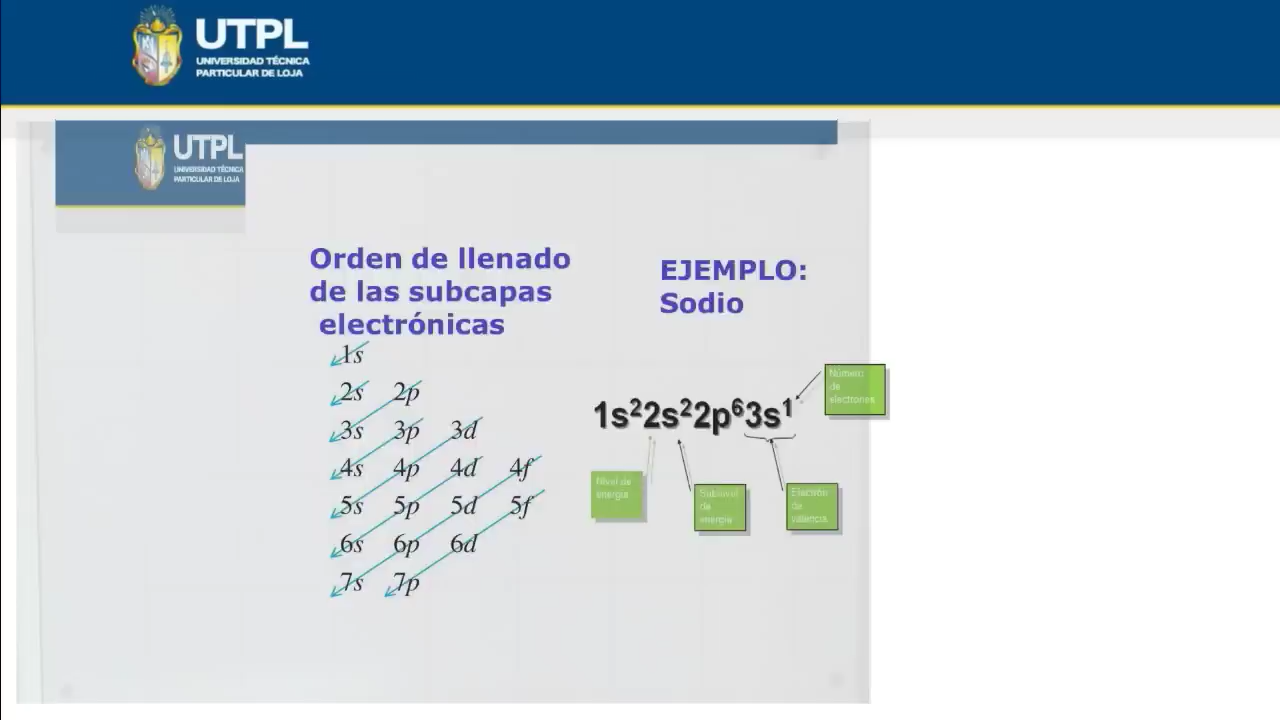 UTPL
UNIVERSIDAD TÉCNICA
PARTICULAR DE LOJA
UTPL
UNIVERSIDAD TÉCNICA
PARTICULAR DE LOJA
Orden de llenado
de las subcapas
electrónicas
1s
2s 2p
3s 3p 3d
4s 4p 4d 4f
5s 5p 5d 5f
6s 6p 6d
7s 7p
EJEMPLO:
Sodio
Número
de
electrones
1s²2s²2p⁶3s¹
Nivel de
energía
Subnivel
de
energía
Electrón
de
valencia